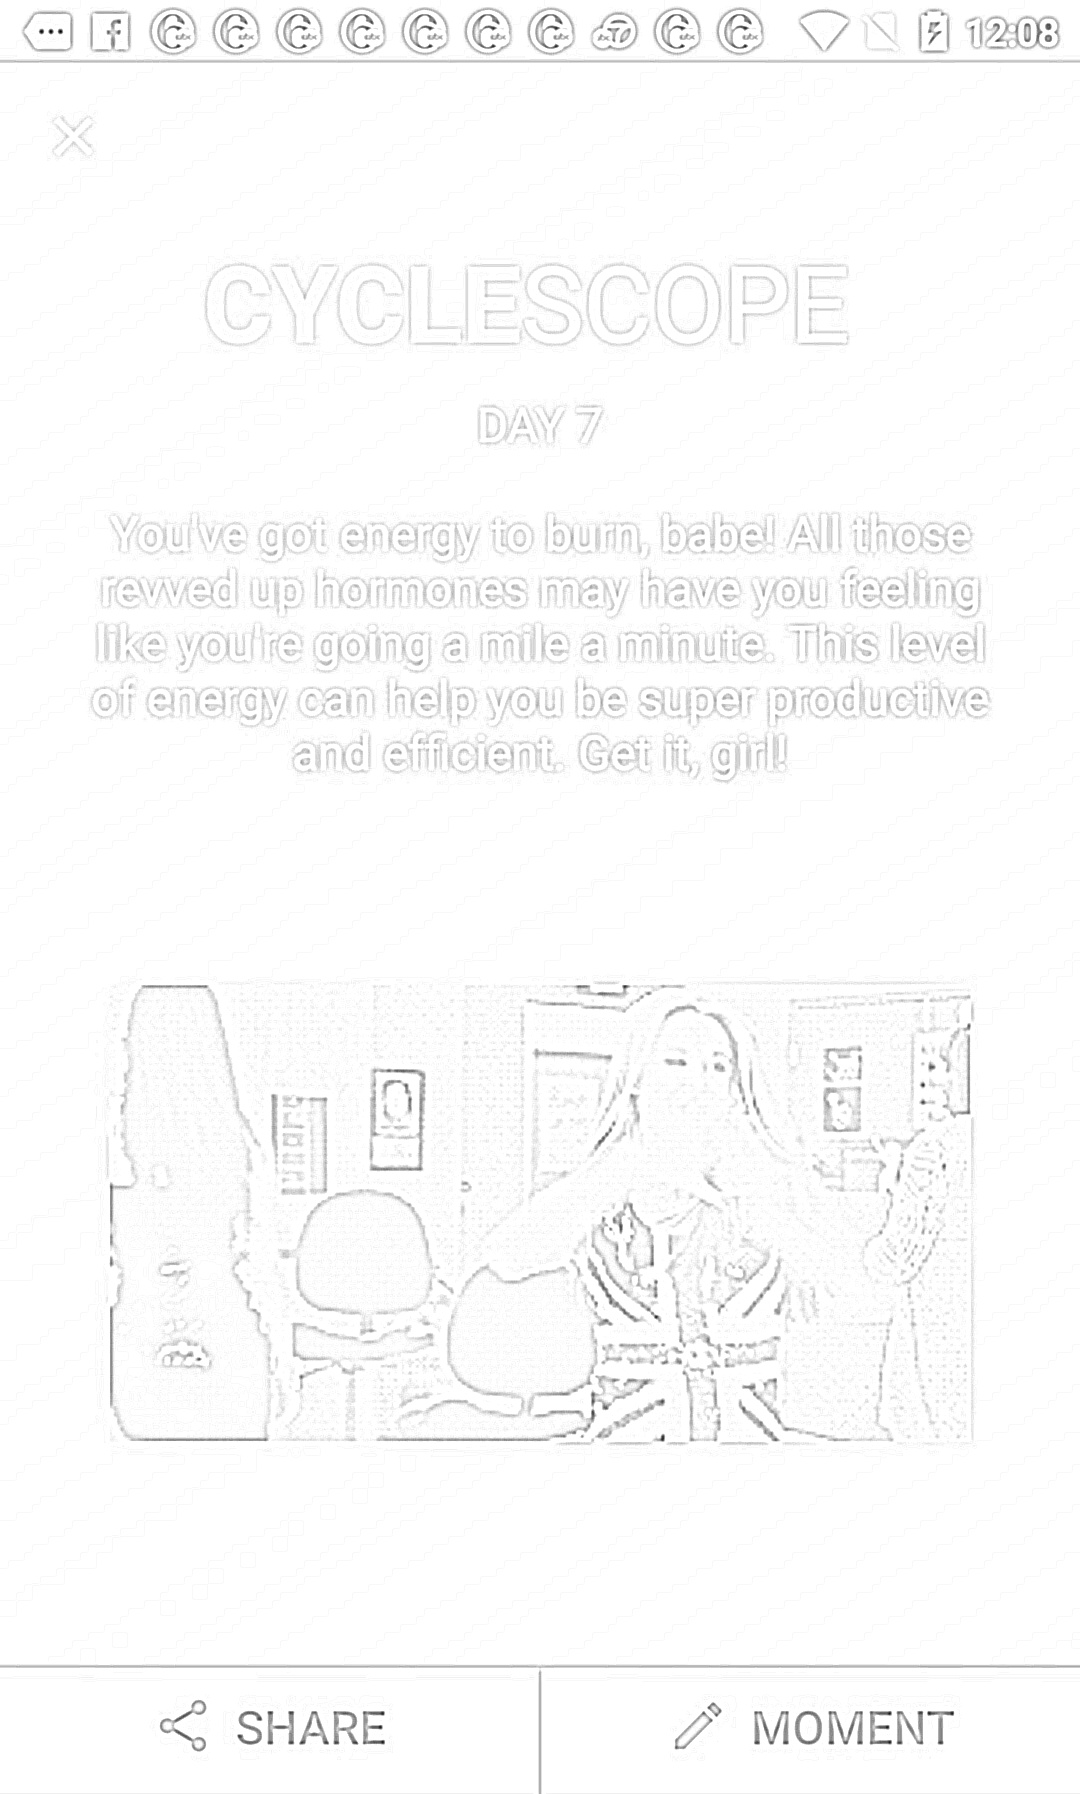 12:08
CYCLESCOPE
DAY 7
You've got energy to burn, babe! All those
revved up hormones may have you feeling
like you're going a mile a minute. This level
of energy can help you be super productive
and efficient. Get it, girl!
SHARE
MOMENT